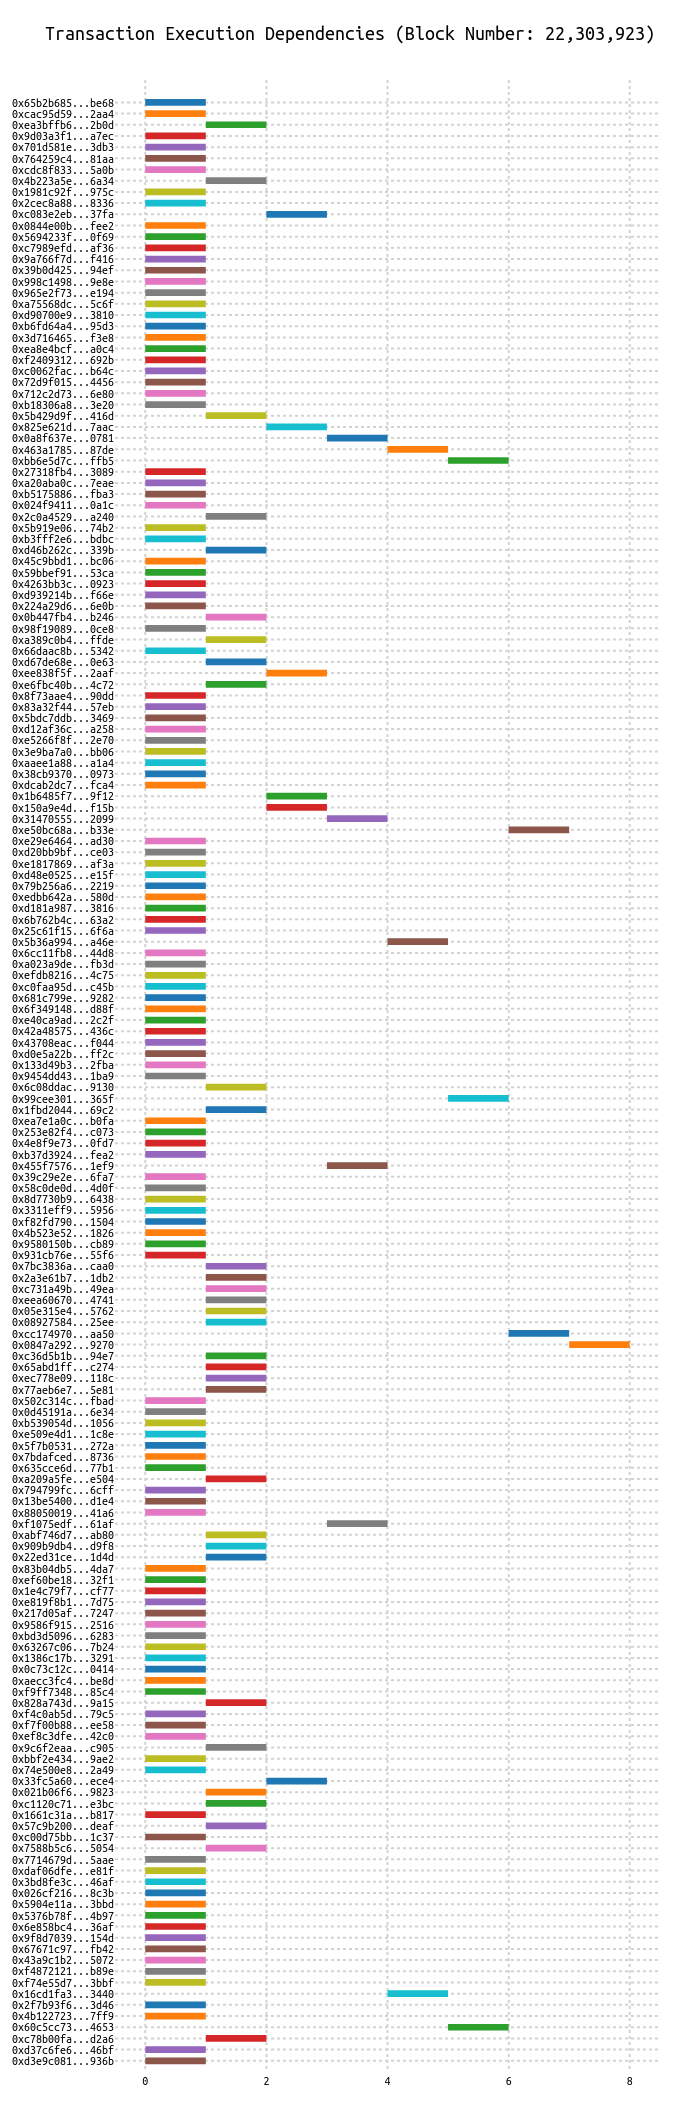 Transaction Execution Dependencies (Block Number: 22,303,923)
0x65b2b685...be68
0xcac95d59...2aa4
0xea3bffb6...2b0d
0x9d03a3f1...a7ec
0x701d581e...3db3
0x764259c4...81aa
0xcdc8f833...5a0b
0x4b223a5e...6a34
0x1981c92f...975c
0x2cec8a88...8336
0xc083e2eb...37fa
0x0844e00b...fee2
0x5694233f...0f69
0xc7989efd...af36
0x9a766f7d...f416
0x39b0d425...94ef
0x998c1498...9e8e
0x965e2f73...e194
0xa75568dc...5c6f
0xd90700e9...3810
0xb6fd64a4...95d3
0x3d716465...f3e8
0xea8e4bcf...a0c4
0xf2409312...692b
0xc0062fac...b64c
0x72d9f015...4456
0x712c2d73...6e80
0xb18306a8...3e20
0x5b429d9f...416d
0x825e621d...7aac
0x0a8f637e...0781
0x463a1785...87de
0xbb6e5d7c...ffb5
0x27318fb4...3089
0xa20aba0c...7eae
0xb5175886...fba3
0x024f9411...0a1c
0x2c0a4529...a240
0x5b919e06...74b2
0xb3fff2e6...bdbc
0xd46b262c...339b
0x45c9bbd1...bc06
0x59bbef91...53ca
0x4263bb3c...0923
0xd939214b...f66e
0x224a29d6...6e0b
0x0b447fb4...b246
0x98f19089...0ce8
0xa389c0b4...ffde
0x66daac8b...5342
0xd67de68e...0e63
0xee838f5f...2aaf
0xe6fbc40b...4c72
0x8f73aae4...90dd
0x83a32f44...57eb
0x5bdc7ddb...3469
0xd12af36c...a258
0xe5266f8f...2e70
0x3e9ba7a0...bb06
0xaaee1a88...a1a4
0x38cb9370...0973
0xdcab2dc7...fca4
0x1b6485f7...9f12
0x150a9e4d...f15b
0x31470555...2099
0xe50bc68a...b33e
0xe29e6464...ad30
0xd20bb9bf...ce03
0xe1817869...af3a
0xd48e0525...e15f
0x79b256a6...2219
0xedbb642a...580d
0xd181a987...3816
0x6b762b4c...63a2
0x25c61f15...6f6a
0x5b36a994...a46e
0x6cc11fb8...44d8
0xa023a9de...fb3d
0xefdb8216...4c75
0xc0faa95d...c45b
0x681c799e...9282
0x6f349148...d88f
0xe40ca9ad...2c2f
0x42a48575...436c
0x43708eac...f044
0xd0e5a22b...ff2c
0x133d49b3...2fba
0x9454dd43...1ba9
0x6c08ddac...9130
0x99cee301...365f
0x1fbd2044...69c2
0xea7e1a0c...b0fa
0x253e82f4...c073
0x4e8f9e73...0fd7
0xb37d3924...fea2
0x455f7576...1ef9
0x39c29e2e...6fa7
0x58c0de0d...4d0f
0x8d7730b9...6438
0x3311eff9...5956
0xf82fd790...1504
0x4b523e52...1826
0x9580150b...cb89
0x931cb76e...55f6
0x7bc3836a...caa0
0x2a3e61b7...1db2
0xc731a49b...49ea
0xeea60670...4741
0x05e315e4...5762
0x08927584...25ee
0xcc174970...aa50
0x0847a292...9270
0xc36d5b1b...94e7
0x65abd1ff...c274
0xec778e09...118c
0x77aeb6e7...5e81
0x502c314c...fbad
0x0d45191a...6e34
0xb539054d...1056
0xe509e4d1...1c8e
0x5f7b0531...272a
0x7bdafced...8736
0x635cce6d...77b1
0xa209a5fe...e504
0x794799fc...6cff
0x13be5400...d1e4
0x88050019...41a6
0xf1075edf...61af
0xabf746d7...ab80
0x909b9db4...d9f8
0x22ed31ce...1d4d
0x83b04db5...4da7
0xef60be18...32f1
0x1e4c79f7...cf77
0xe819f8b1...7d75
0x217d05af...7247
0x9586f915...2516
0xbd3d5096...6283
0x63267c06...7b24
0x1386c17b...3291
0x0c73c12c...0414
0xaecc3fc4...be8d
0xf9ff7348...85c4
0x828a743d...9a15
0xf4c0ab5d...79c5
0xf7f00b88...ee58
0xef8c3dfe...42c0
0x9c6f2eaa...c905
0xbbf2e434...9ae2
0x74e500e8...2a49
0x33fc5a60...ece4
0x021b06f6...9823
0xc1120c71...e3bc
0x1661c31a...b817
0x57c9b200...deaf
0xc00d75bb...1c37
0x7588b5c6...5054
0x7714679d...5aae
0xdaf06dfe...e81f
0x3bd8fe3c...46af
0x026cf216...8c3b
0x5904e11a...3bbd
0x5376b78f...4b97
0x6e858bc4...36af
0x9f8d7039...154d
0x67671c97...fb42
0x43a9c1b2...5072
0xf4872121...b89e
0xf74e55d7...3bbf
0x16cd1fa3...3440
0x2f7b93f6...3d46
0x4b122723...7ff9
0x60c5cc73...4653
0xc78b00fa...d2a6
0xd37c6fe6...46bf
0xd3e9c081...936b
0 2 4 6 8